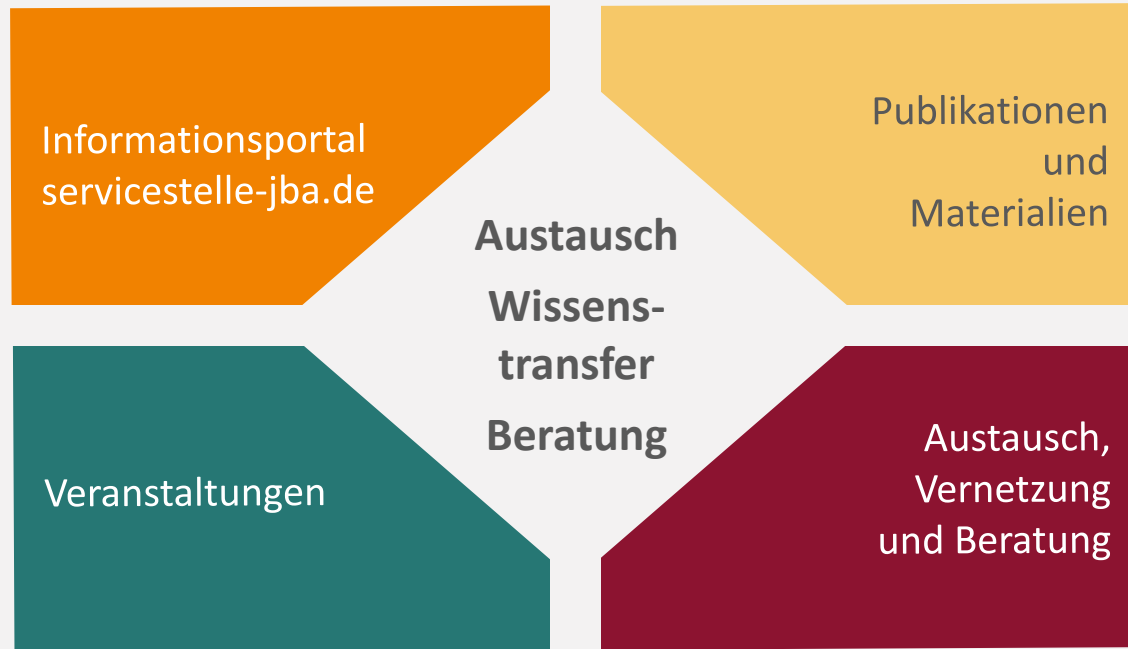 Informationsportal
servicestelle-jba.de
Publikationen
und
Materialien
Austausch
Wissens-
transfer
Beratung
Veranstaltungen
Austausch,
Vernetzung
und Beratung